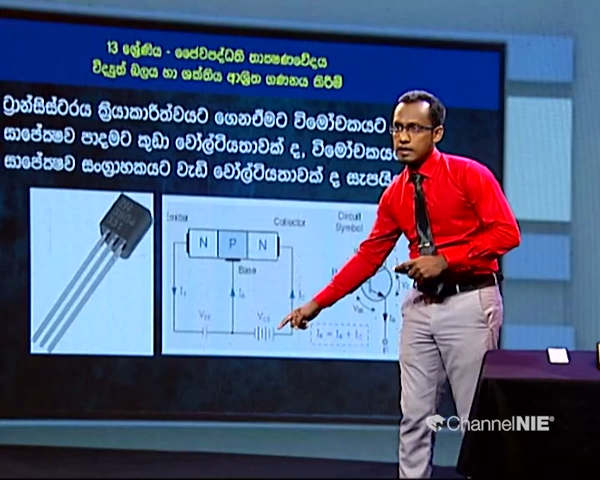 13 ශ්‍රේණිය - ජෛවපද්ධති තාක්ෂණවේදය
විද්‍යුත් බලය හා ශක්තිය ආශ්‍රිත ගණනය කිරීම්
ට්‍රාන්සිස්ටරය ක්‍රියාකාරිත්වයට ගෙනඒමට විමෝචකයට
සාපේක්ෂව පාදමට කුඩා වෝල්ටීයතාවක් ද, විමෝචකය
සාපේක්ෂව සංග්‍රාහකයට වැඩි වෝල්ටීයතාවක් ද සැපයි
Emitter Collector Circuit
Symbol
N P N
Base
ChannelNIE